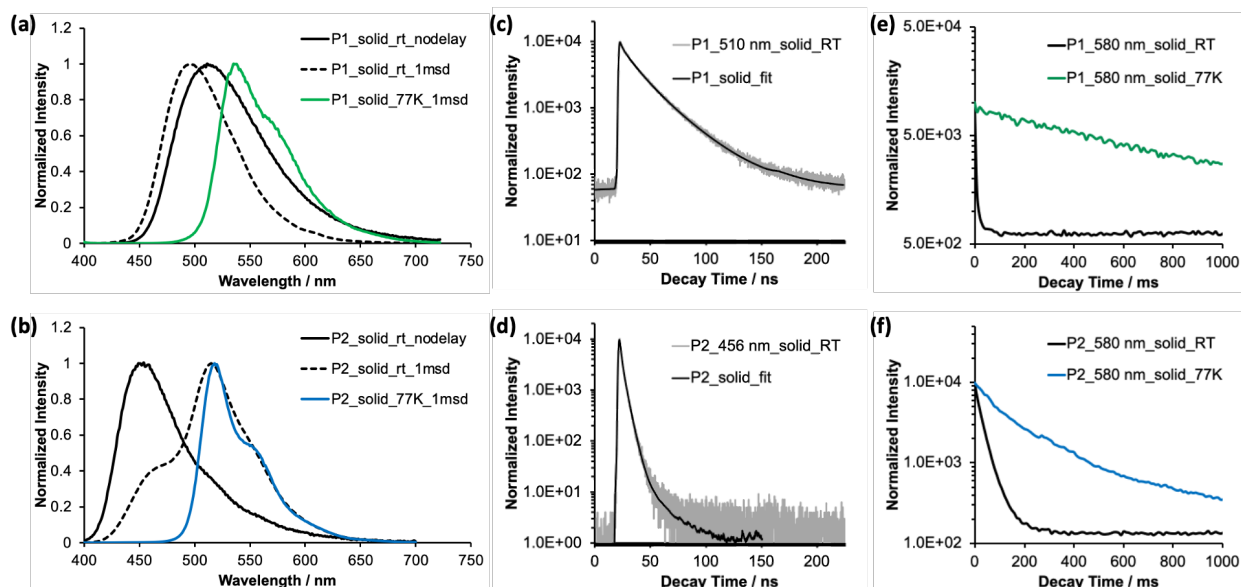 (a)
Normalized Intensity
1.2
1
0.8
0.6
0.4
0.2
0
P1_solid_rt_nodelay
P1_solid_rt_1msd
P1_solid_77K_1msd
400 450 500 550 600 650 700 750
Wavelength / nm
(c)
Normalized Intensity
1.0E+04
1.0E+03
1.0E+02
1.0E+01
P1_510 nm_solid_RT
P1_solid_fit
0 50 100 150 200
Decay Time / ns
(e)
Normalized Intensity
5.0E+04
5.0E+03
5.0E+02
P1_580 nm_solid_RT
P1_580 nm_solid_77K
0 200 400 600 800 1000
Decay Time / ms
(b)
Normalized Intensity
1.2
1
0.8
0.6
0.4
0.2
0
P2_solid_rt_nodelay
P2_solid_rt_1msd
P2_solid_77K_1msd
400 450 500 550 600 650 700 750
Wavelength / nm
(d)
Normalized Intensity
1.0E+04
1.0E+03
1.0E+02
1.0E+01
1.0E+00
P2_456 nm_solid_RT
P2_solid_fit
0 50 100 150 200
Decay Time / ns
(f)
Normalized Intensity
1.0E+04
1.0E+03
1.0E+02
P2_580 nm_solid_RT
P2_580 nm_solid_77K
0 200 400 600 800 1000
Decay Time / ms